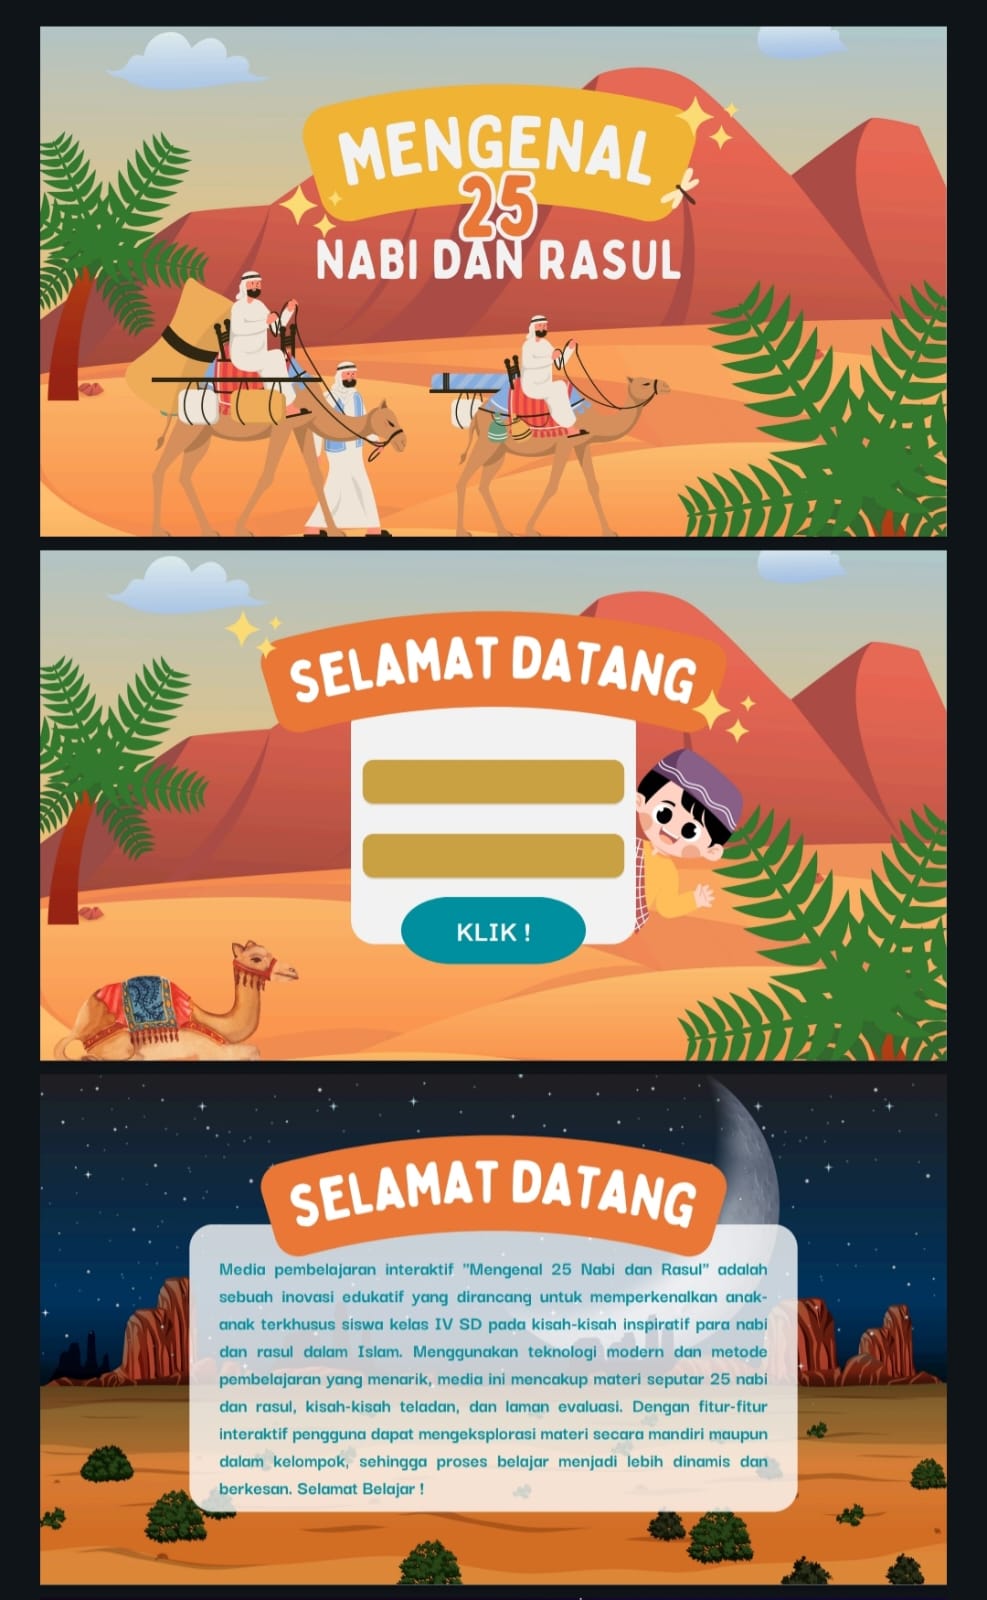 MENGENAL
25
NABI DAN RASUL
SELAMAT DATANG
KLIK !
SELAMAT DATANG
Media pembelajaran interaktif "Mengenal 25 Nabi dan Rasul" adalah
sebuah inovasi edukatif yang dirancang untuk memperkenalkan anak-
anak terkhusus siswa kelas IV SD pada kisah-kisah inspiratif para nabi
dan rasul dalam Islam. Menggunakan teknologi modern dan metode
pembelajaran yang menarik, media ini mencakup materi seputar 25 nabi
dan rasul, kisah-kisah teladan, dan laman evaluasi. Dengan fitur-fitur
interaktif pengguna dapat mengeksplorasi materi secara mandiri maupun
dalam kelompok, sehingga proses belajar menjadi lebih dinamis dan
berkesan. Selamat Belajar !